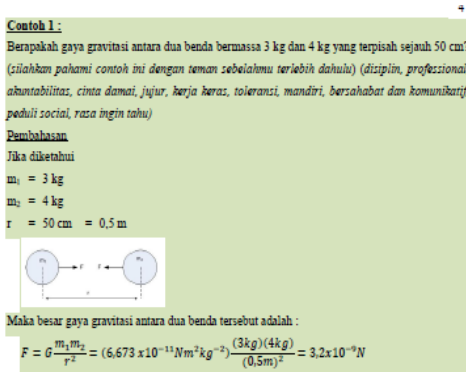 4
Contoh 1 :
Berapakah gaya gravitasi antara dua benda bermassa 3 kg dan 4 kg yang terpisah sejauh 50 cm?
(silahkan pahami contoh ini dengan teman sebelahmu terlebih dahulu) (disiplin, professional
akuntabilitas, cinta damai, jujur, kerja keras, toleransi, mandiri, bersahabat dan komunikatif
peduli social, rasa ingin tahu)
Pembahasan
Jika diketahui
m₁ = 3 kg
m₂ = 4 kg
r = 50 cm = 0,5 m
F F
r
Maka besar gaya gravitasi antara dua benda tersebut adalah :
F = G m₁m₂/r² = (6,673 x10⁻¹¹Nm²kg⁻²) (3kg)(4kg)/(0,5m)² = 3,2x10⁻⁹N